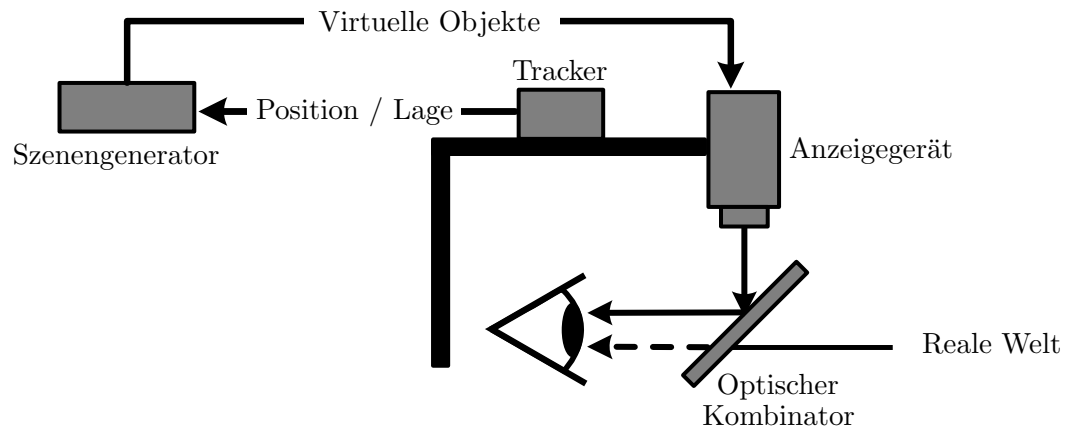 Virtuelle Objekte
Tracker
Position / Lage
Szenengenerator
Anzeigegerät
Reale Welt
Optischer
Kombinator